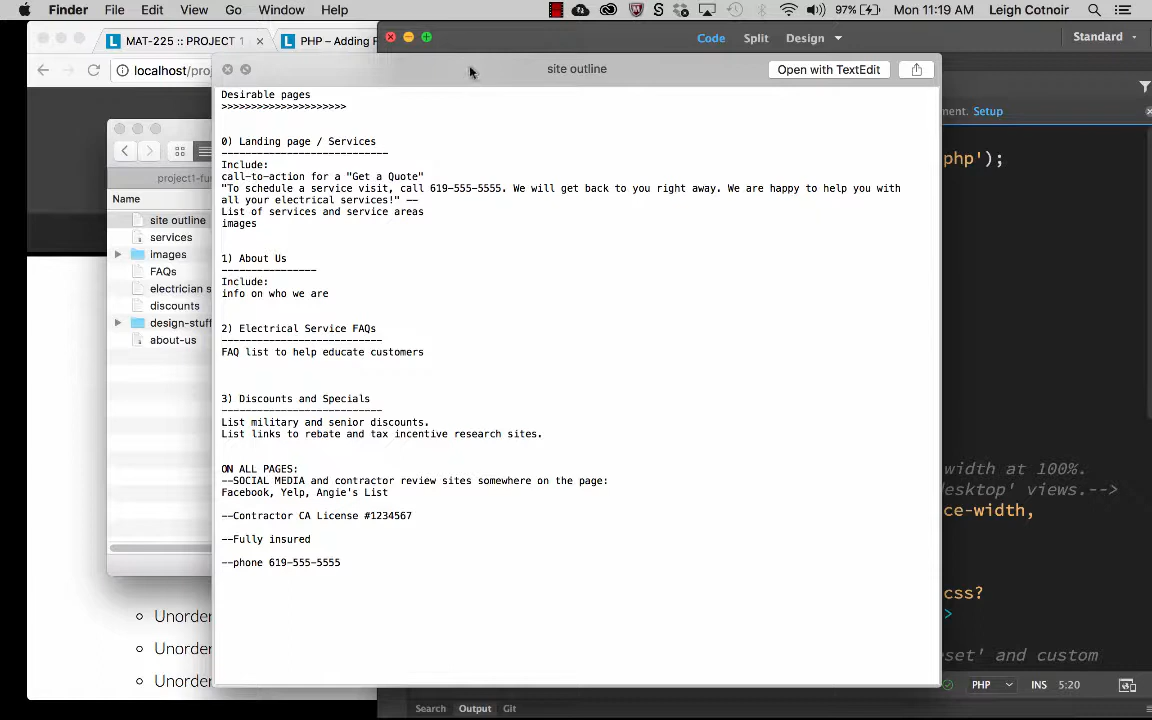 Finder File Edit View Go Window Help 97% Mon 11:19 AM Leigh Cotnoir
MAT-225 :: PROJECT 1 PHP – Adding F Code Split Design Standard
localhost/pro
site outline Open with TextEdit
ment. Setup
Desirable pages
>>>>>>>>>>>>>>>>>>>>>
0) Landing page / Services
----------------------------
Include:
call-to-action for a "Get a Quote"
"To schedule a service visit, call 619-555-5555. We will get back to you right away. We are happy to help you with
all your electrical services!" --
List of services and service areas
images
1) About Us
----------------
Include:
info on who we are
2) Electrical Service FAQs
---------------------------
FAQ list to help educate customers
3) Discounts and Specials
---------------------------
List military and senior discounts.
List links to rebate and tax incentive research sites.
ON ALL PAGES:
--SOCIAL MEDIA and contractor review sites somewhere on the page:
Facebook, Yelp, Angie's List
--Contractor CA License #1234567
--Fully insured
--phone 619-555-5555
project1-fur
Name
site outline
services
images
FAQs
electrician s
discounts
design-stuff
about-us
Unorder
Unorder
Unorder
php');
width at 100%.
esktop' views.-->
ce-width,
css?
>
eset' and custom
PHP INS 5:20
Search Output Git